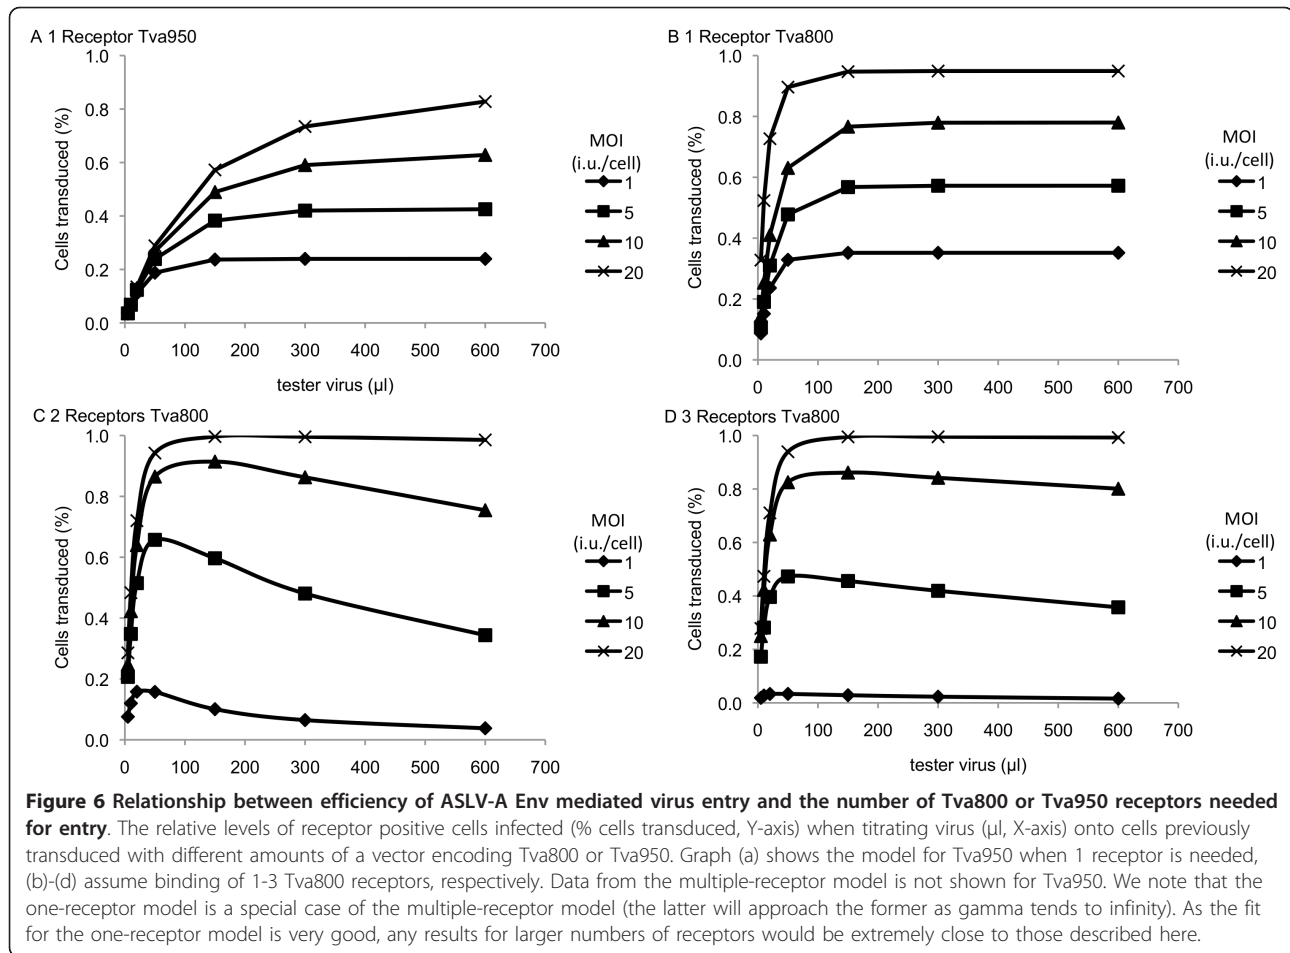 A 1 Receptor Tva950
1.0
0.8
0.6
0.4
0.2
0.0
Cells transduced (%)
0 100 200 300 400 500 600 700
tester virus (µl)
MOI
(i.u./cell)
1
5
10
20
B 1 Receptor Tva800
1.0
0.8
0.6
0.4
0.2
0.0
Cells transduced (%)
0 100 200 300 400 500 600 700
MOI
(i.u./cell)
1
5
10
20
C 2 Receptors Tva800
1.0
0.8
0.6
0.4
0.2
0.0
Cells transduced (%)
0 100 200 300 400 500 600 700
tester virus (µl)
MOI
(i.u./cell)
1
5
10
20
D 3 Receptors Tva800
1.0
0.8
0.6
0.4
0.2
0.0
Cells transduced (%)
0 100 200 300 400 500 600 700
tester virus (µl)
MOI
(i.u./cell)
1
5
10
20
Figure 6 Relationship between efficiency of ASLV-A Env mediated virus entry and the number of Tva800 or Tva950 receptors needed
for entry. The relative levels of receptor positive cells infected (% cells transduced, Y-axis) when titrating virus (µl, X-axis) onto cells previously
transduced with different amounts of a vector encoding Tva800 or Tva950. Graph (a) shows the model for Tva950 when 1 receptor is needed,
(b)-(d) assume binding of 1-3 Tva800 receptors, respectively. Data from the multiple-receptor model is not shown for Tva950. We note that the
one-receptor model is a special case of the multiple-receptor model (the latter will approach the former as gamma tends to infinity). As the fit
for the one-receptor model is very good, any results for larger numbers of receptors would be extremely close to those described here.